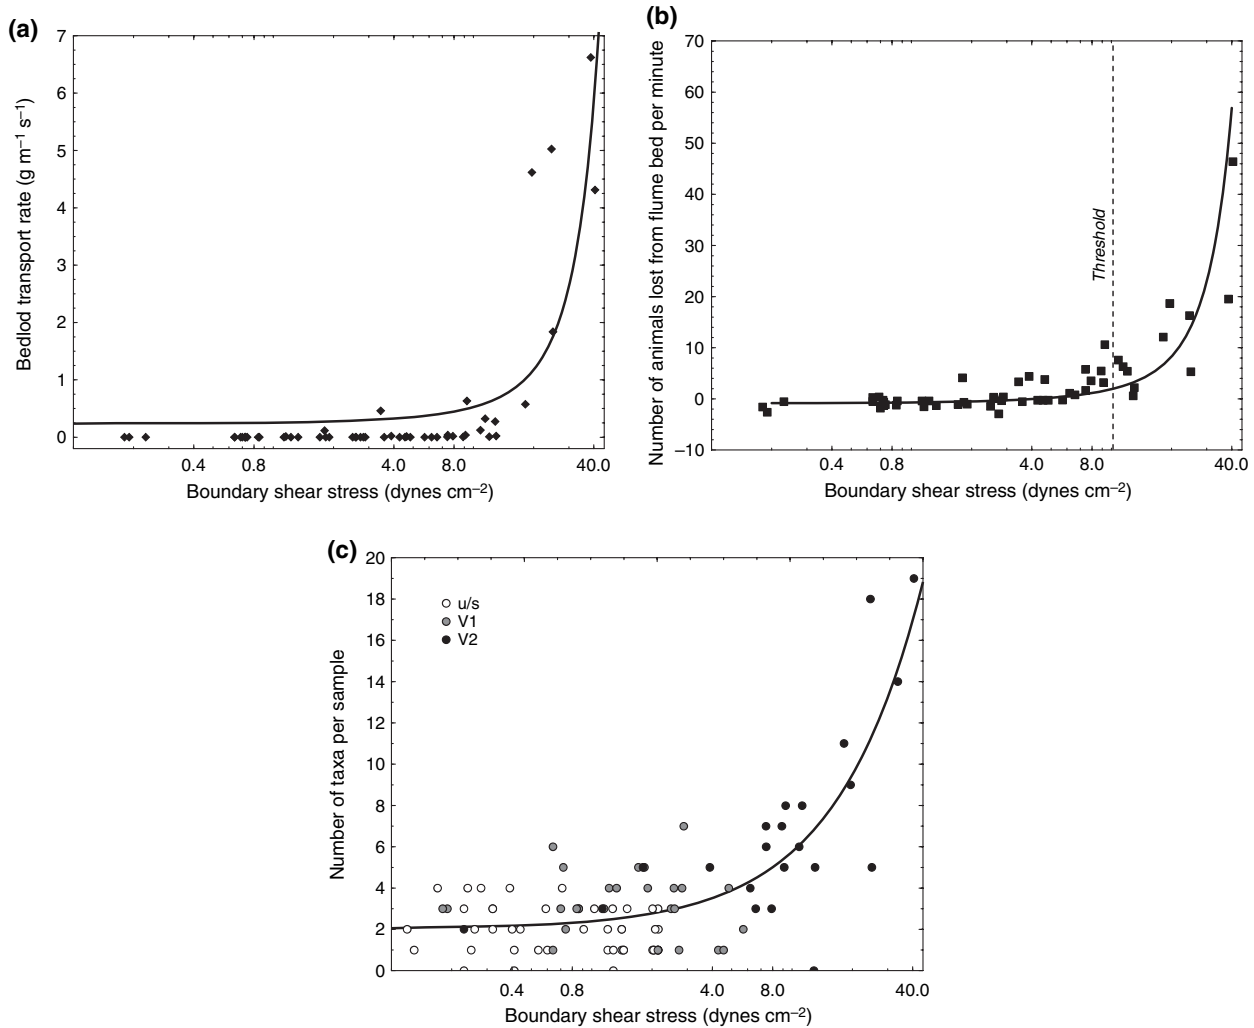 (a)
Bedlod transport rate (g m⁻¹ s⁻¹)
7
6
5
4
3
2
1
0
0.4 0.8 4.0 8.0 40.0
Boundary shear stress (dynes cm⁻²)
(b)
Number of animals lost from flume bed per minute
70
60
50
40
30
20
10
0
−10
Threshold
0.4 0.8 4.0 8.0 40.0
Boundary shear stress (dynes cm⁻²)
(c)
Number of taxa per sample
20
18
16
14
12
10
8
6
4
2
0
u/s
V1
V2
0.4 0.8 4.0 8.0 40.0
Boundary shear stress (dynes cm⁻²)